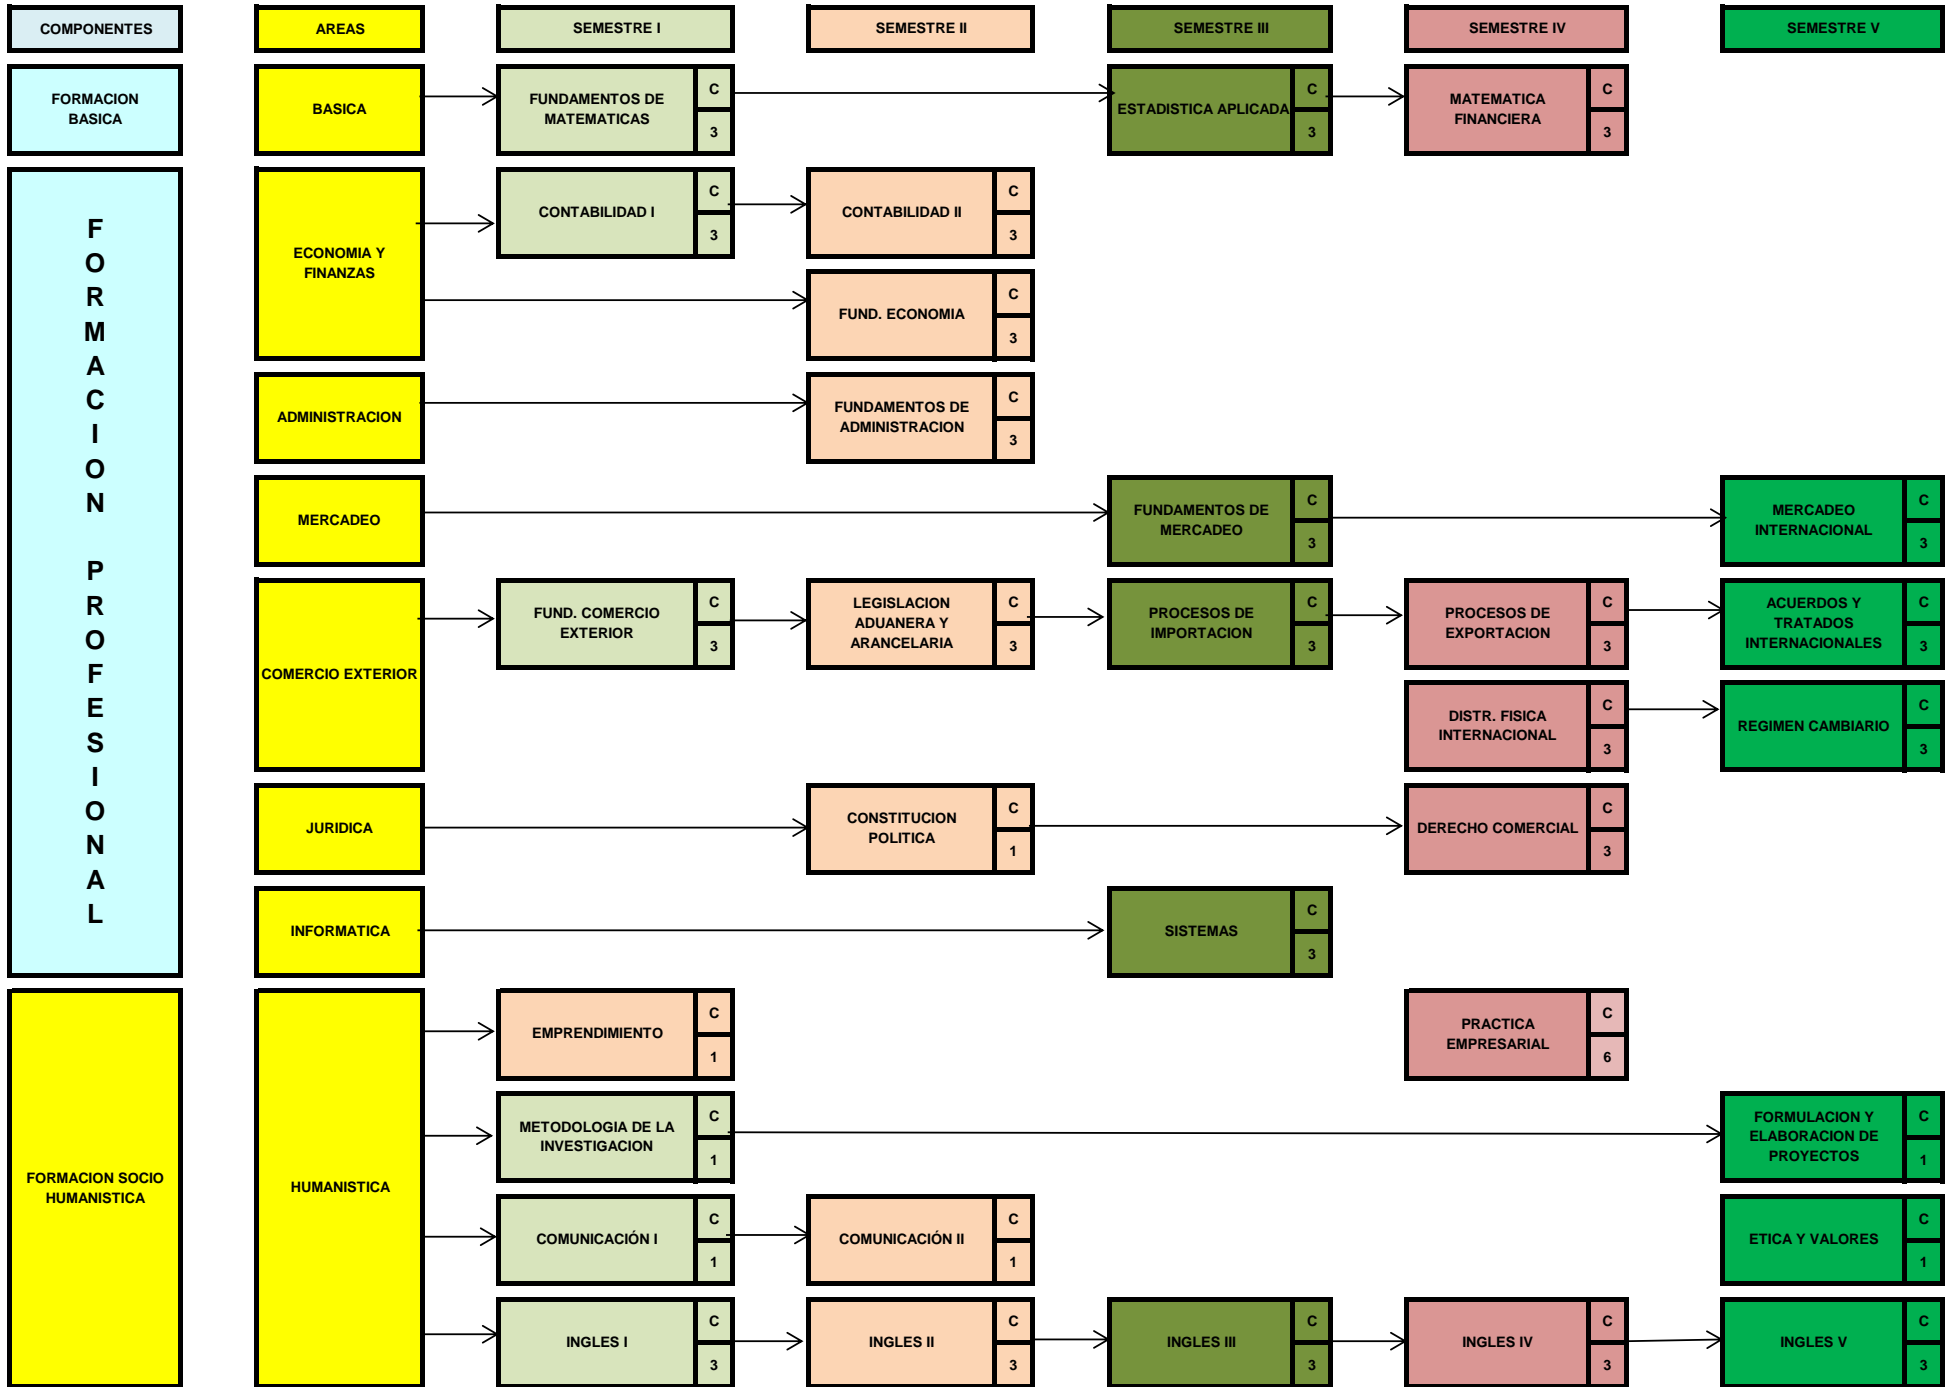 COMPONENTES
AREAS
SEMESTRE I
SEMESTRE II
SEMESTRE III
SEMESTRE IV
SEMESTRE V
FORMACION
BASICA
BASICA
FUNDAMENTOS DE
MATEMATICAS
C
3
ESTADISTICA APLICADA
C
3
MATEMATICA
FINANCIERA
C
3
FORMACION PROFESIONAL
ECONOMIA Y
FINANZAS
CONTABILIDAD I
C
3
CONTABILIDAD II
C
3
FUND. ECONOMIA
C
3
ADMINISTRACION
FUNDAMENTOS DE
ADMINISTRACION
C
3
MERCADEO
FUNDAMENTOS DE
MERCADEO
C
3
MERCADEO
INTERNACIONAL
C
3
COMERCIO EXTERIOR
FUND. COMERCIO
EXTERIOR
C
3
LEGISLACION
ADUANERA Y
ARANCELARIA
C
3
PROCESOS DE
IMPORTACION
C
3
PROCESOS DE
EXPORTACION
C
3
ACUERDOS Y
TRATADOS
INTERNACIONALES
C
3
DISTR. FISICA
INTERNACIONAL
C
3
REGIMEN CAMBIARIO
C
3
JURIDICA
CONSTITUCION
POLITICA
C
1
DERECHO COMERCIAL
C
3
INFORMATICA
SISTEMAS
C
3
FORMACION SOCIO
HUMANISTICA
HUMANISTICA
EMPRENDIMIENTO
C
1
PRACTICA
EMPRESARIAL
C
6
METODOLOGIA DE LA
INVESTIGACION
C
1
FORMULACION Y
ELABORACION DE
PROYECTOS
C
1
COMUNICACIÓN I
C
1
COMUNICACIÓN II
C
1
ETICA Y VALORES
C
1
INGLES I
C
3
INGLES II
C
3
INGLES III
C
3
INGLES IV
C
3
INGLES V
C
3